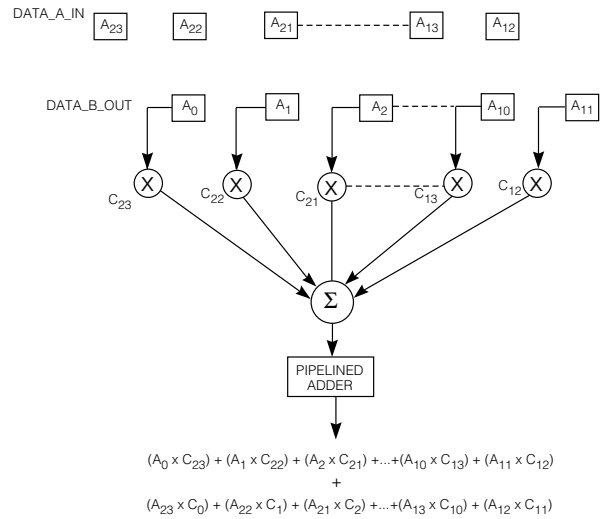 DATA_A_IN A23 A22 A21 A13 A12
DATA_B_OUT A0 A1 A2 A10 A11
X X X X X
C23 C22 C21 C13 C12
Σ
PIPELINED
ADDER
(A0 x C23) + (A1 x C22) + (A2 x C21) +...+(A10 x C13) + (A11 x C12)
+
(A23 x C0) + (A22 x C1) + (A21 x C2) +...+(A13 x C10) + (A12 x C11)